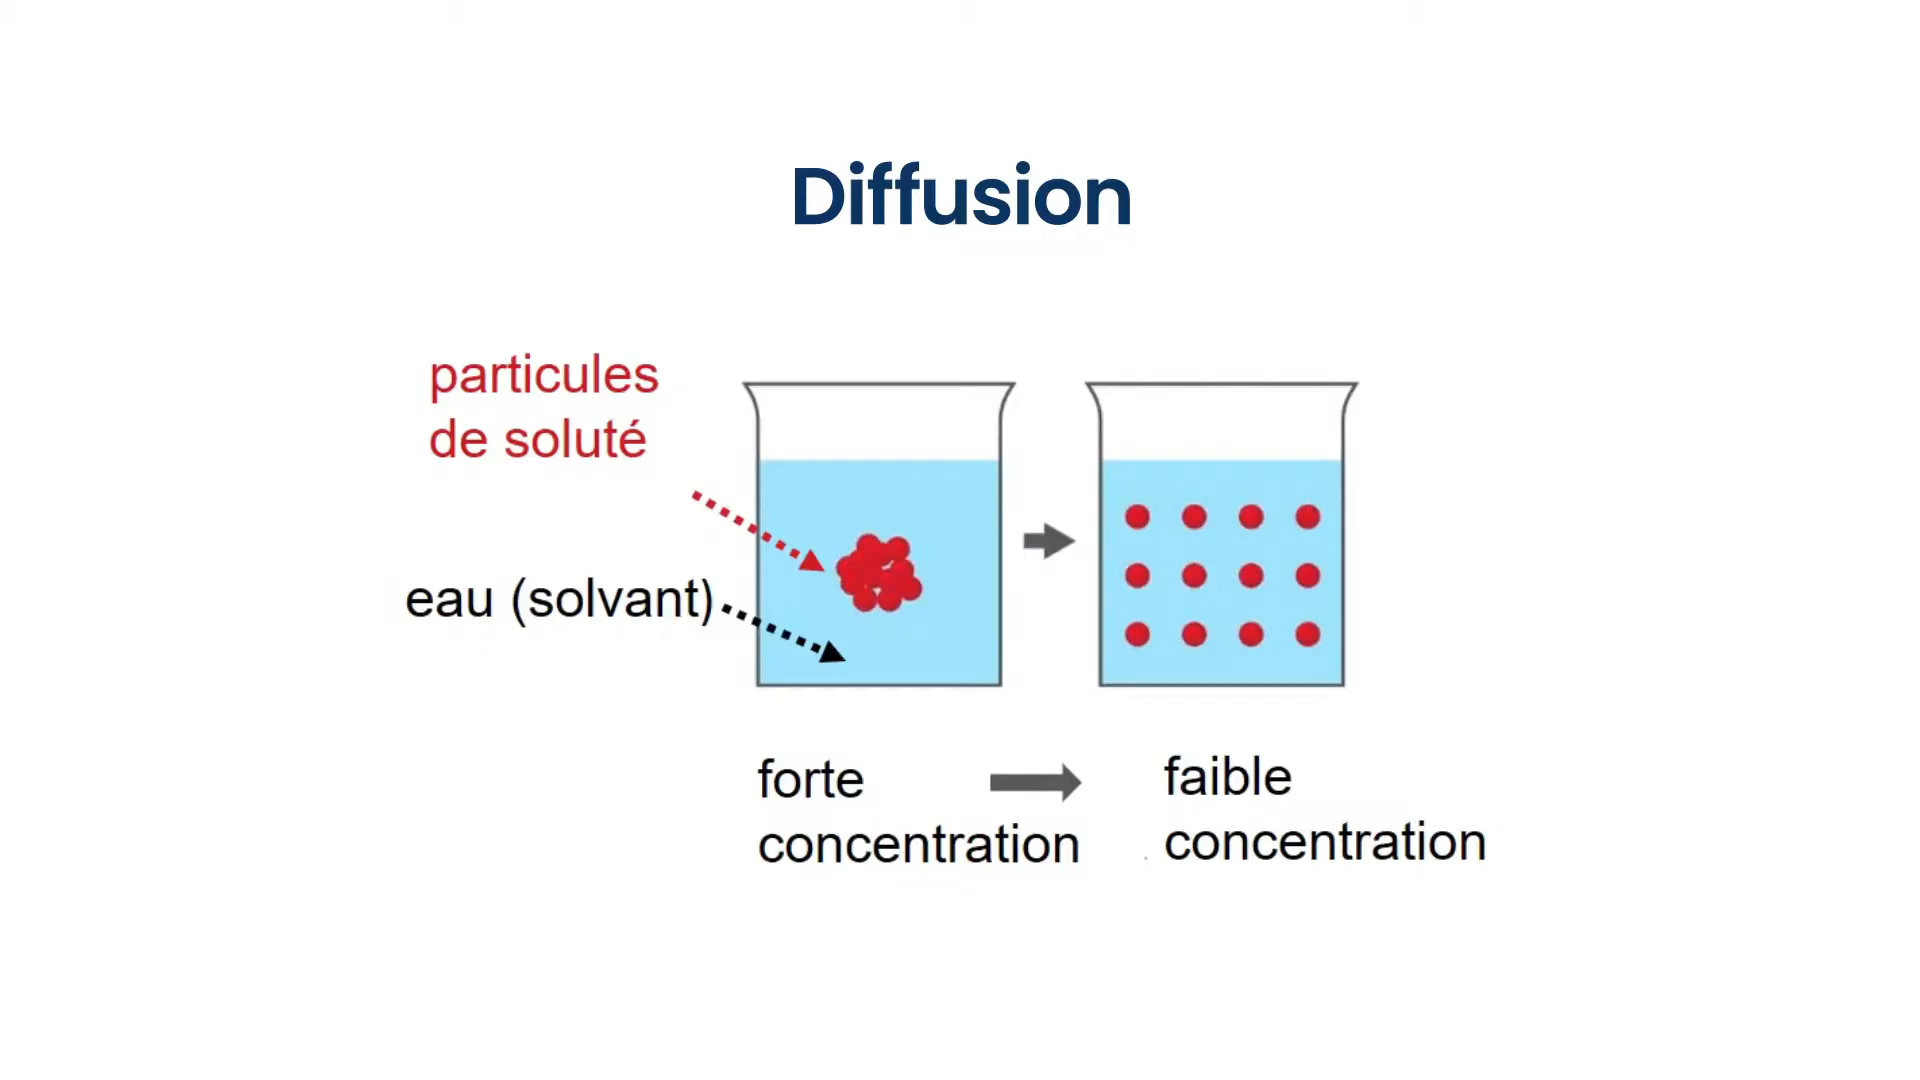 Diffusion
particules
de soluté
eau (solvant)
forte
concentration
faible
concentration